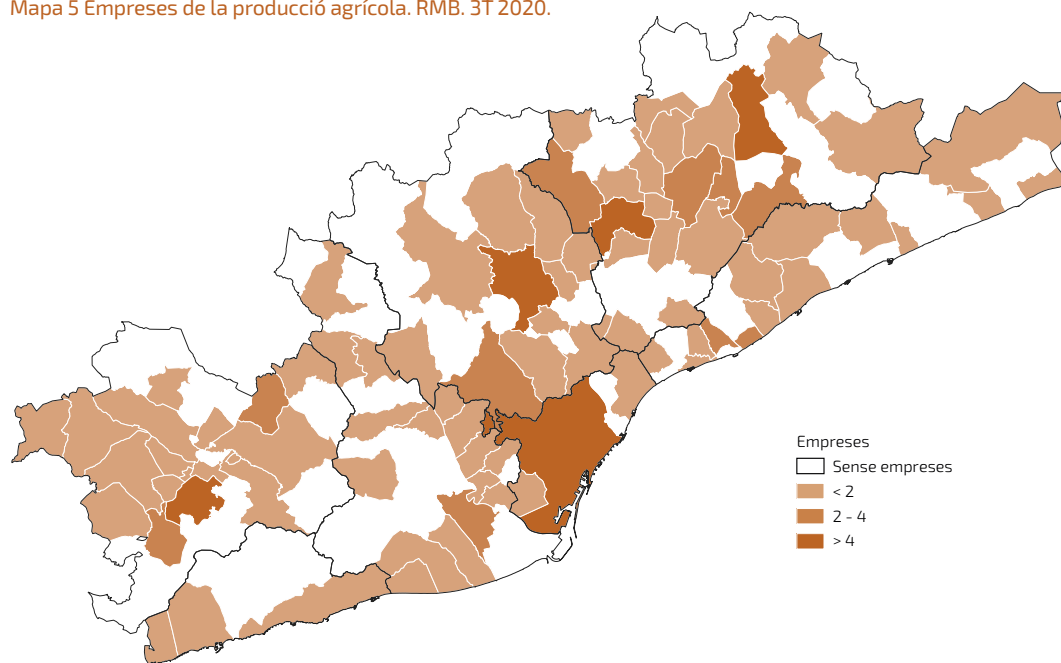 Mapa 5 Empreses de la producció agrícola. RMB. 3T 2020.
Empreses
Sense empreses
< 2
2 - 4
> 4